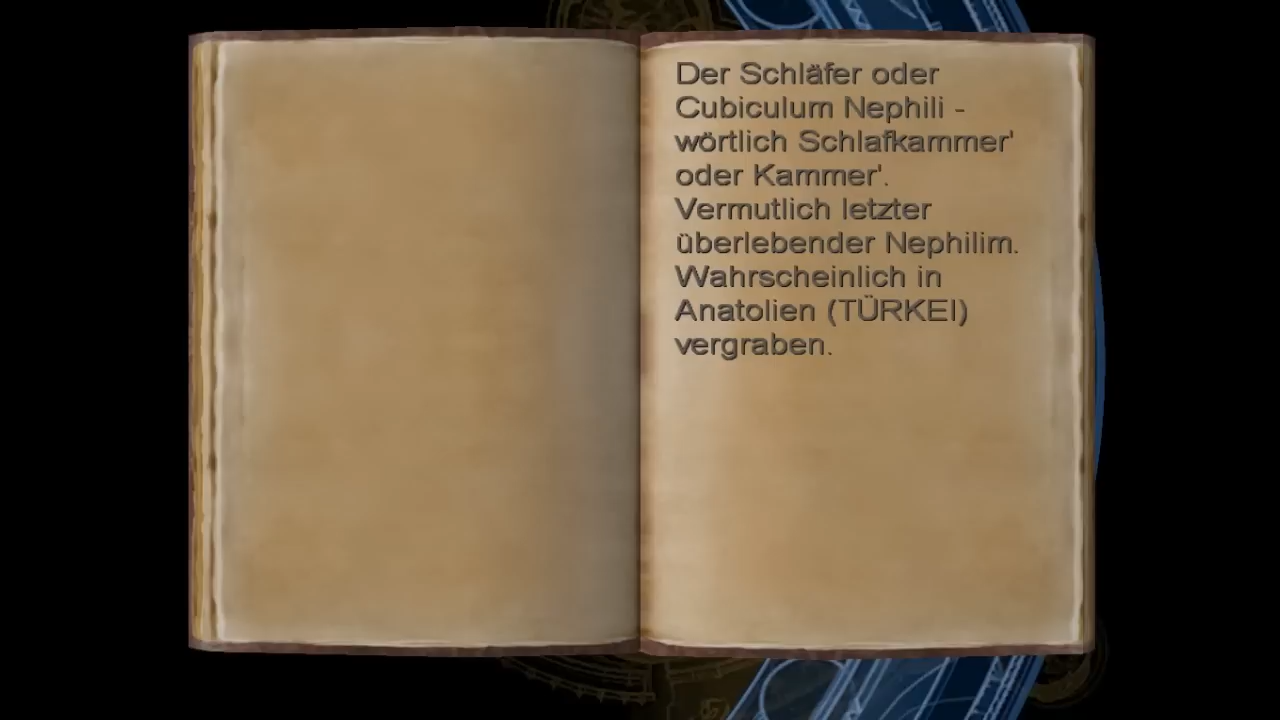 Der Schläfer oder
Cubiculum Nephili -
wörtlich Schlafkammer'
oder Kammer'.
Vermutlich letzter
überlebender Nephilim.
Wahrscheinlich in
Anatolien (TÜRKEI)
vergraben.